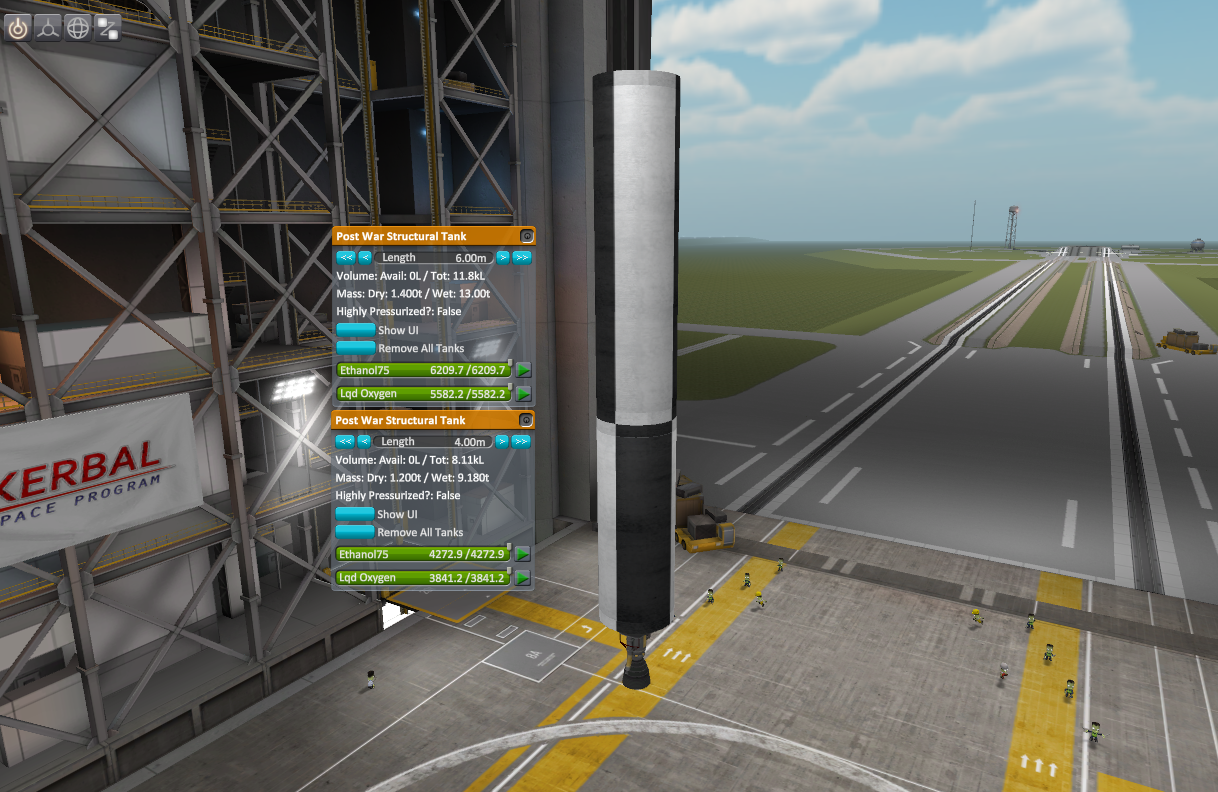 Post War Structural Tank
<< < Length 6.00m > >>
Volume: Avail: 0L / Tot: 11.8kL
Mass: Dry: 1.400t / Wet: 13.00t
Highly Pressurized?: False
Show UI
Remove All Tanks
Ethanol75 6209.7 /6209.7
Lqd Oxygen 5582.2 /5582.2
Post War Structural Tank
<< < Length 4.00m > >>
Volume: Avail: 0L / Tot: 8.11kL
Mass: Dry: 1.200t / Wet: 9.180t
Highly Pressurized?: False
Show UI
Remove All Tanks
Ethanol75 4272.9 /4272.9
Lqd Oxygen 3841.2 /3841.2
KERBAL
SPACE PROGRAM
8A